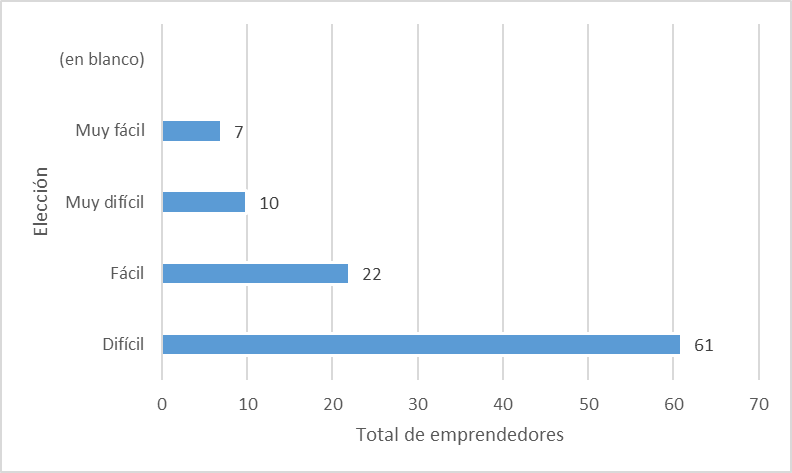 Elección
(en blanco)
Muy fácil
7
Muy difícil
10
Fácil
22
Difícil
61
0 10 20 30 40 50 60 70
Total de emprendedores